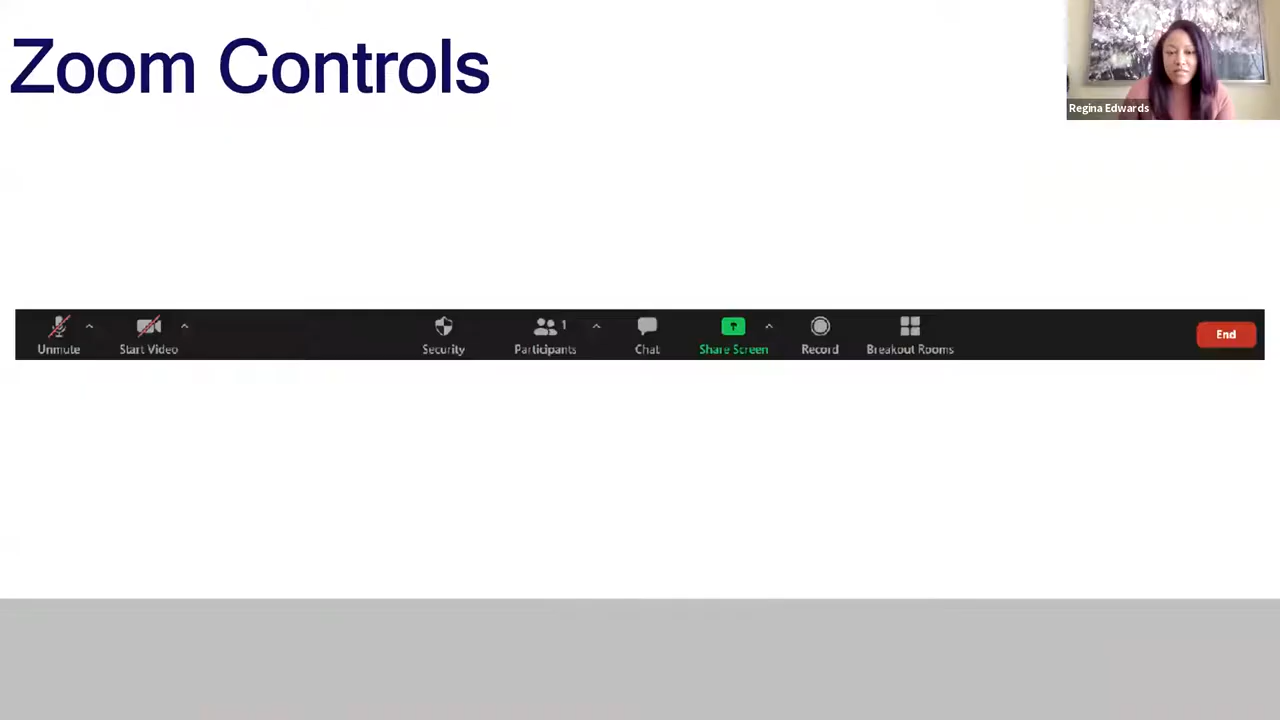 Zoom Controls
Regina Edwards
1
Unmute Start Video Security Participants Chat Share Screen Record Breakout Rooms End